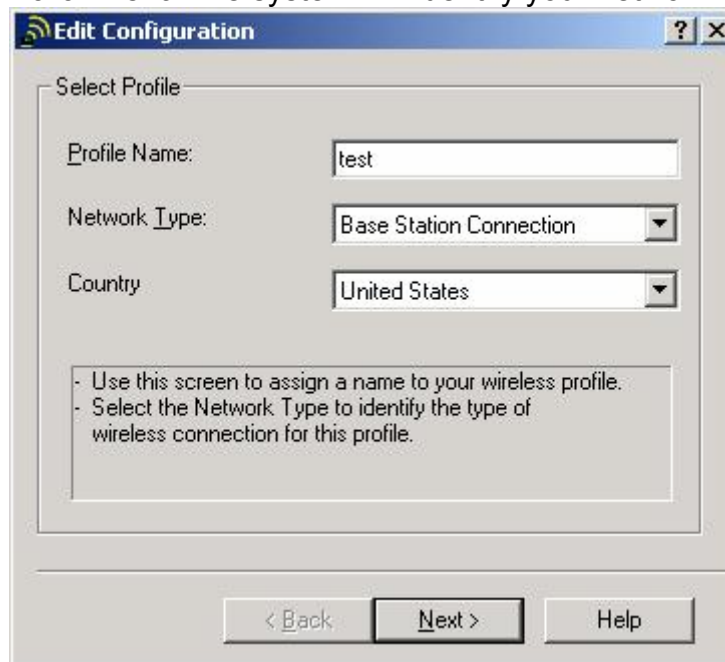 Edit Configuration
Select Profile
Profile Name: test
Network Type: Base Station Connection
Country United States
- Use this screen to assign a name to your wireless profile.
- Select the Network Type to identify the type of
wireless connection for this profile.
< Back Next > Help